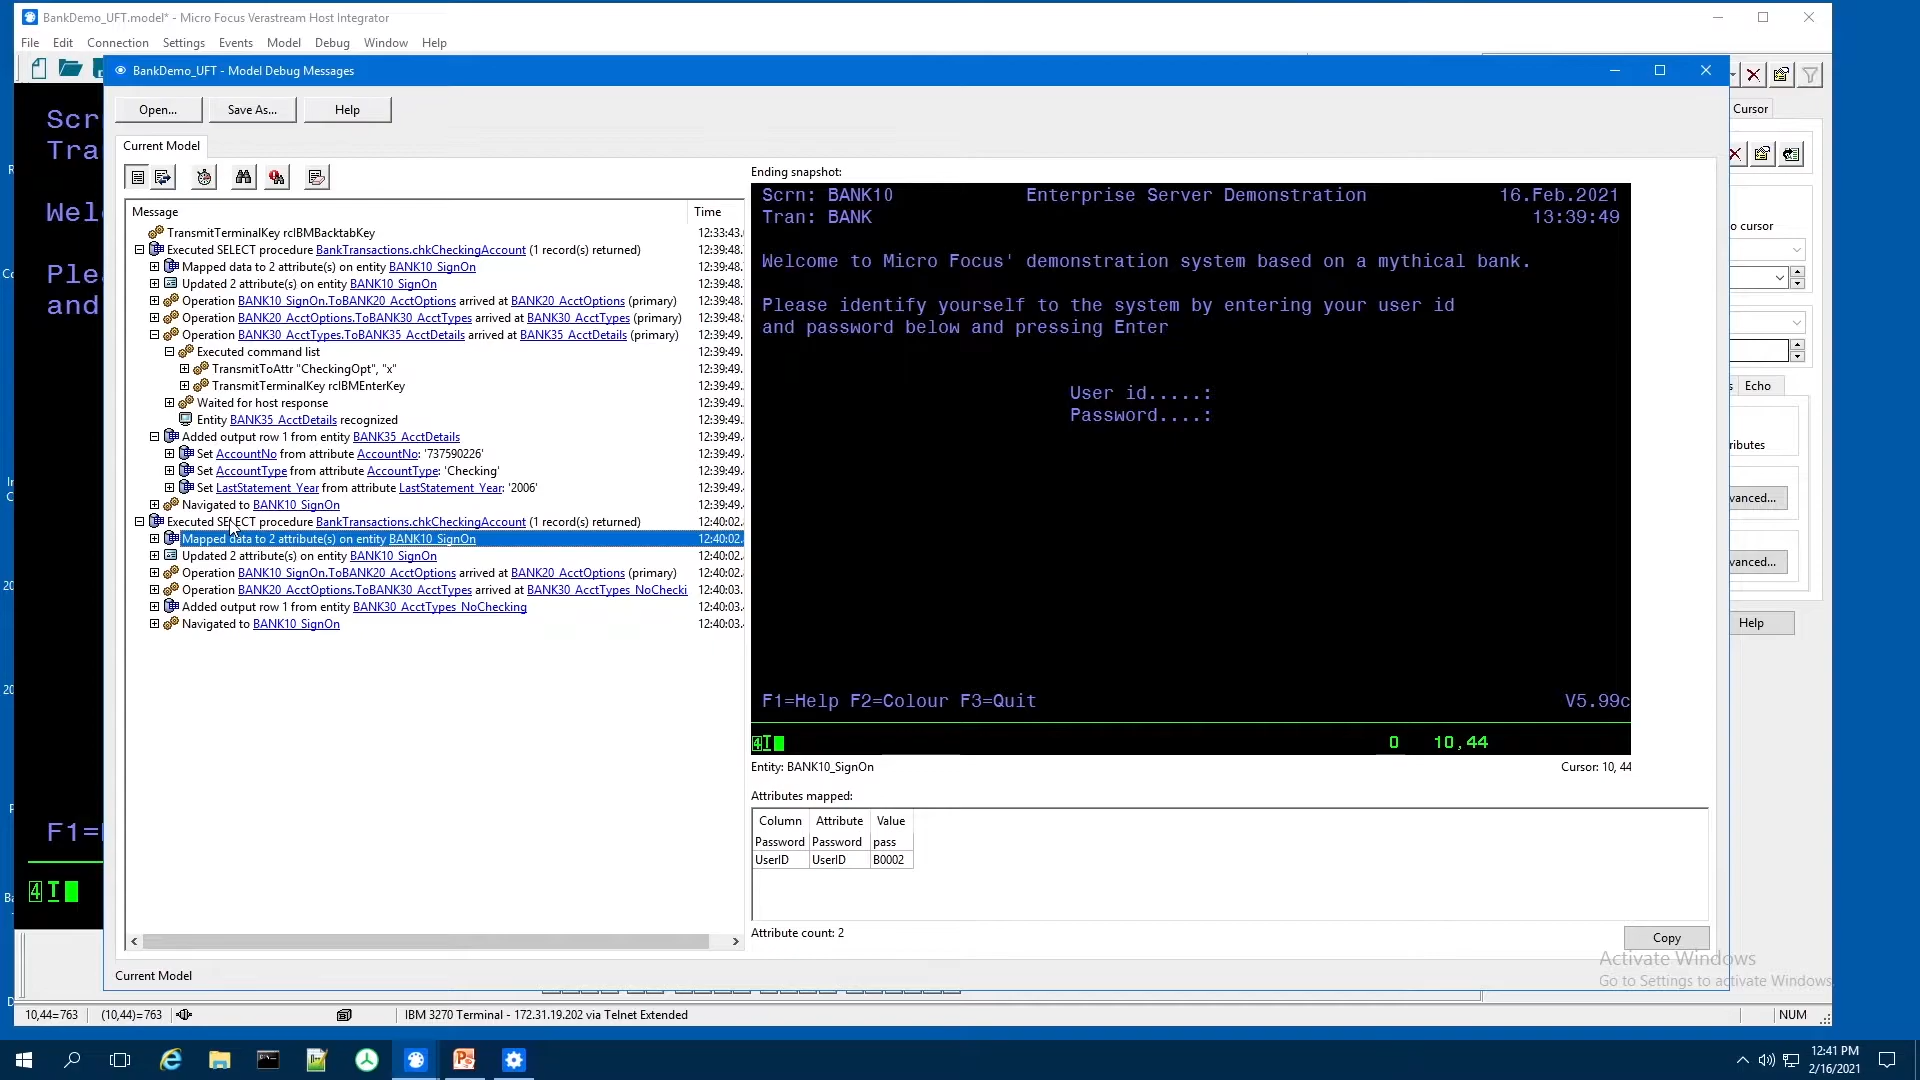 BankDemo_UFT.model* - Micro Focus Verastream Host Integrator
File Edit Connection Settings Events Model Debug Window Help
BankDemo_UFT - Model Debug Messages
Open... Save As... Help
Current Model
Message Time
TransmitTerminalKey rcIBMBacktabKey 12:33:43.
Executed SELECT procedure BankTransactions.chkCheckingAccount (1 record(s) returned) 12:39:48.
Mapped data to 2 attribute(s) on entity BANK10_SignOn 12:39:48.
Updated 2 attribute(s) on entity BANK10_SignOn 12:39:48.
Operation BANK10_SignOn.ToBANK20_AcctOptions arrived at BANK20_AcctOptions (primary) 12:39:48.
Operation BANK20_AcctOptions.ToBANK30_AcctTypes arrived at BANK30_AcctTypes (primary) 12:39:48.
Operation BANK30_AcctTypes.ToBANK35_AcctDetails arrived at BANK35_AcctDetails (primary) 12:39:49.
Executed command list 12:39:49.
TransmitToAttr "CheckingOpt", "x" 12:39:49.
TransmitTerminalKey rcIBMEnterKey 12:39:49.
Waited for host response 12:39:49.
Entity BANK35_AcctDetails recognized 12:39:49.
Added output row 1 from entity BANK35_AcctDetails 12:39:49.
Set AccountNo from attribute AccountNo: '737590226' 12:39:49.
Set AccountType from attribute AccountType: 'Checking' 12:39:49.
Set LastStatement_Year from attribute LastStatement_Year: '2006' 12:39:49.
Navigated to BANK10_SignOn 12:39:49.
Executed SELECT procedure BankTransactions.chkCheckingAccount (1 record(s) returned) 12:40:02.
Mapped data to 2 attribute(s) on entity BANK10_SignOn 12:40:02.
Updated 2 attribute(s) on entity BANK10_SignOn 12:40:02.
Operation BANK10_SignOn.ToBANK20_AcctOptions arrived at BANK20_AcctOptions (primary) 12:40:02.
Operation BANK20_AcctOptions.ToBANK30_AcctTypes arrived at BANK30_AcctTypes_NoChecki 12:40:03.
Added output row 1 from entity BANK30_AcctTypes_NoChecking 12:40:03.
Navigated to BANK10_SignOn 12:40:03.
Current Model
Ending snapshot:
Scrn: BANK10 Enterprise Server Demonstration 16.Feb.2021
Tran: BANK 13:39:49
Welcome to Micro Focus' demonstration system based on a mythical bank.
Please identify yourself to the system by entering your user id
and password below and pressing Enter
User id.....:
Password....:
F1=Help F2=Colour F3=Quit V5.99c
4T 0 10,44
Entity: BANK10_SignOn Cursor: 10, 44
Attributes mapped:
Column Attribute Value
Password Password pass
UserID UserID B0002
Attribute count: 2
Copy
Scr
Tra
Welc
Plea
and
F1=
4T
Cursor
o cursor
Echo
ributes
vanced...
vanced...
Help
Activate Windows
Go to Settings to activate Windows
10,44=763 (10,44)=763 IBM 3270 Terminal - 172.31.19.202 via Telnet Extended NUM
12:41 PM
2/16/2021